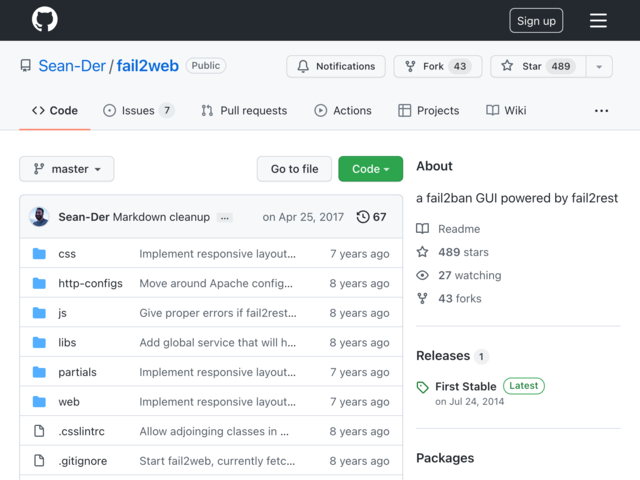 Sign up
Sean-Der / fail2web Public
Notifications Fork 43 Star 489
Code Issues 7 Pull requests Actions Projects Wiki ...
master Go to file Code
Sean-Der Markdown cleanup ... on Apr 25, 2017 67
css Implement responsive layout... 7 years ago
http-configs Move around Apache config... 8 years ago
js Give proper errors if fail2rest... 8 years ago
libs Add global service that will h... 8 years ago
partials Implement responsive layout... 7 years ago
web Implement responsive layout... 7 years ago
.csslintrc Allow adjoinging classes in ... 8 years ago
.gitignore Start fail2web, currently fetc... 8 years ago
About
a fail2ban GUI powered by fail2rest
Readme
489 stars
27 watching
43 forks
Releases 1
First Stable Latest
on Jul 24, 2014
Packages